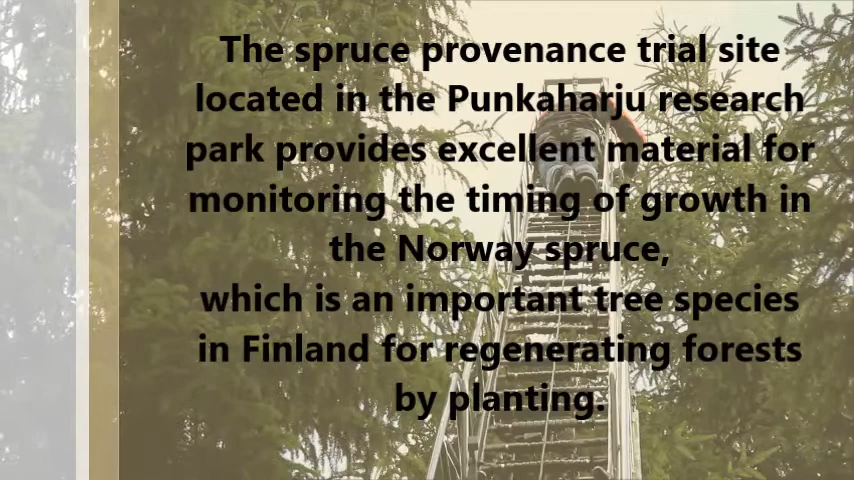 The spruce provenance trial site
located in the Punkaharju research
park provides excellent material for
monitoring the timing of growth in
the Norway spruce,
which is an important tree species
in Finland for regenerating forests
by planting.